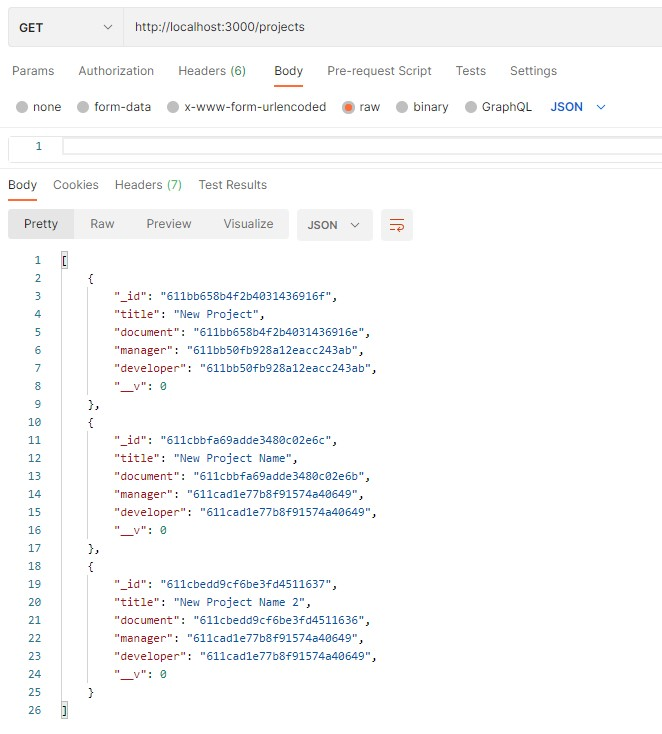 GET http://localhost:3000/projects
Params Authorization Headers (6) Body Pre-request Script Tests Settings
none form-data x-www-form-urlencoded raw binary GraphQL JSON
1
Body Cookies Headers (7) Test Results
Pretty Raw Preview Visualize JSON
1 [
2 {
3 "_id": "611bb658b4f2b4031436916f",
4 "title": "New Project",
5 "document": "611bb658b4f2b4031436916e",
6 "manager": "611bb50fb928a12eacc243ab",
7 "developer": "611bb50fb928a12eacc243ab",
8 "__v": 0
9 },
10 {
11 "_id": "611cbbfa69adde3480c02e6c",
12 "title": "New Project Name",
13 "document": "611cbbfa69adde3480c02e6b",
14 "manager": "611cad1e77b8f91574a40649",
15 "developer": "611cad1e77b8f91574a40649",
16 "__v": 0
17 },
18 {
19 "_id": "611cbedd9cf6be3fd4511637",
20 "title": "New Project Name 2",
21 "document": "611cbedd9cf6be3fd4511636",
22 "manager": "611cad1e77b8f91574a40649",
23 "developer": "611cad1e77b8f91574a40649",
24 "__v": 0
25 }
26 ]